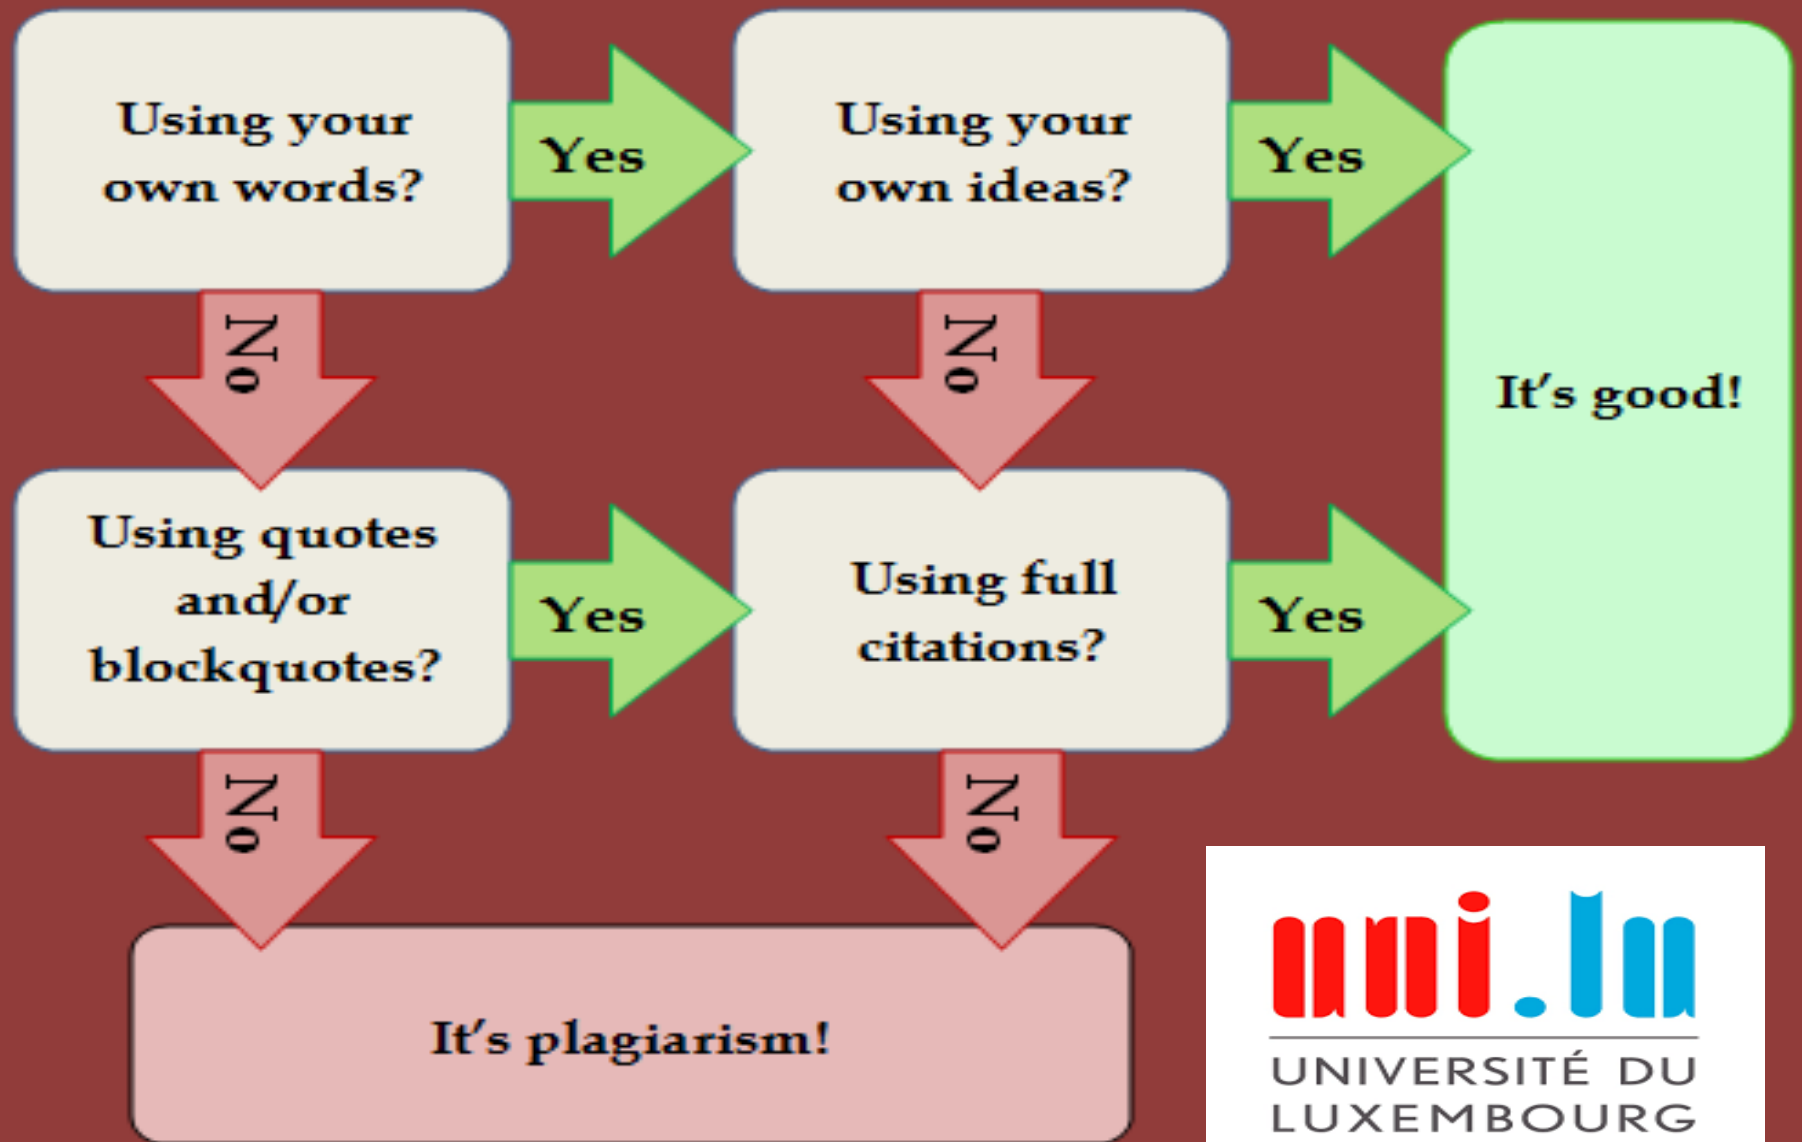 Using your
own words?
Yes
Using your
own ideas?
Yes
It's good!
No
No
Using quotes
and/or
blockquotes?
Yes
Using full
citations?
Yes
No
No
It's plagiarism!
uni.lu
UNIVERSITÉ DU
LUXEMBOURG